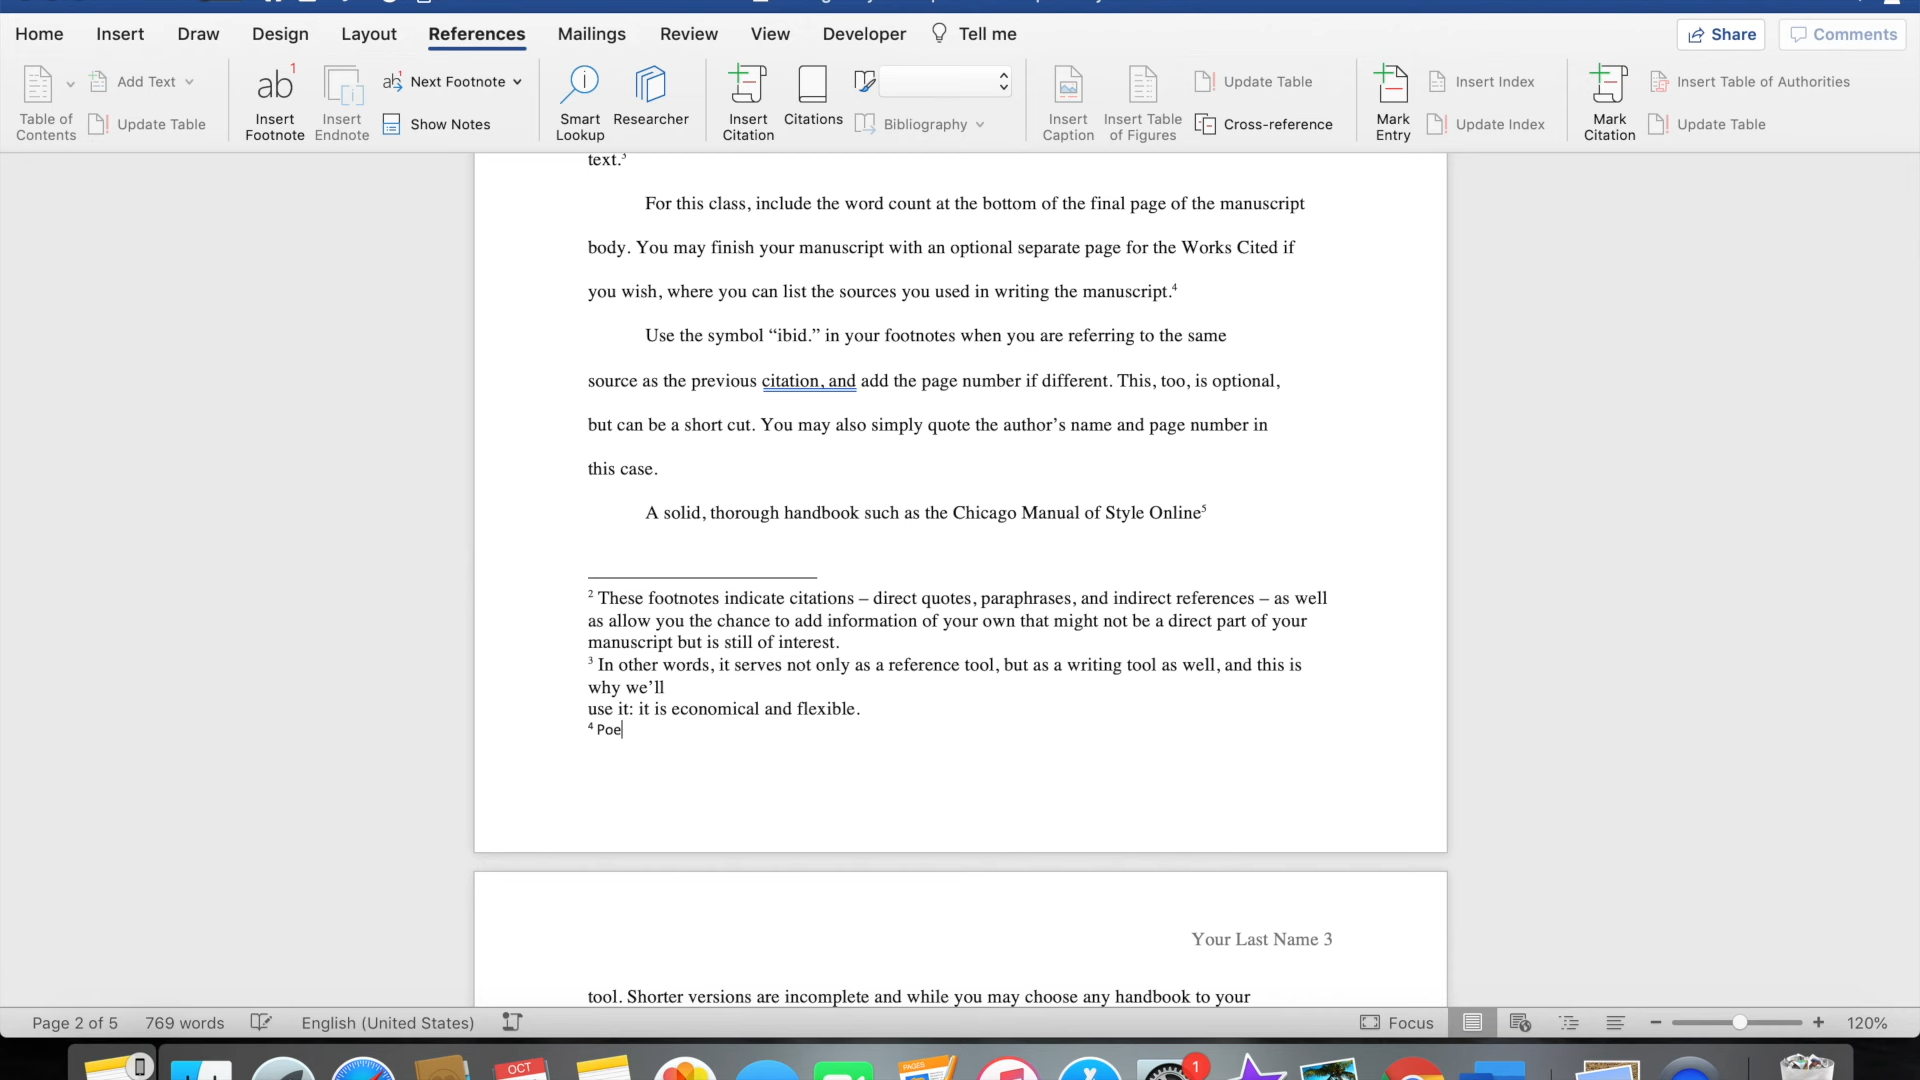 Home Insert Draw Design Layout References Mailings Review View Developer Tell me Share Comments
Table of Contents
Add Text
Update Table
ab1
Insert Footnote
Insert Endnote
ab1 Next Footnote
Show Notes
Smart Lookup
Researcher
Insert Citation
Citations
Bibliography
Insert Caption
Insert Table of Figures
Update Table
Cross-reference
Mark Entry
Insert Index
Update Index
Mark Citation
Insert Table of Authorities
Update Table
text.3
For this class, include the word count at the bottom of the final page of the manuscript
body. You may finish your manuscript with an optional separate page for the Works Cited if
you wish, where you can list the sources you used in writing the manuscript.4
Use the symbol “ibid.” in your footnotes when you are referring to the same
source as the previous citation, and add the page number if different. This, too, is optional,
but can be a short cut. You may also simply quote the author’s name and page number in
this case.
A solid, thorough handbook such as the Chicago Manual of Style Online5
2 These footnotes indicate citations – direct quotes, paraphrases, and indirect references – as well
as allow you the chance to add information of your own that might not be a direct part of your
manuscript but is still of interest.
3 In other words, it serves not only as a reference tool, but as a writing tool as well, and this is
why we’ll
use it: it is economical and flexible.
4 Poe
Your Last Name 3
tool. Shorter versions are incomplete and while you may choose any handbook to your
Page 2 of 5 769 words English (United States) Focus 120%
OCT PAGES 1